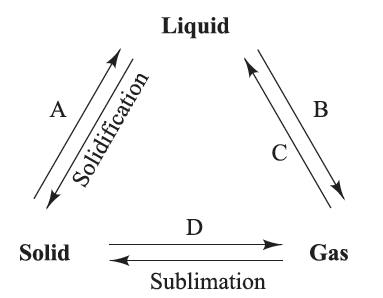 Liquid
A
Solidification
B
C
D
Solid
Gas
Sublimation